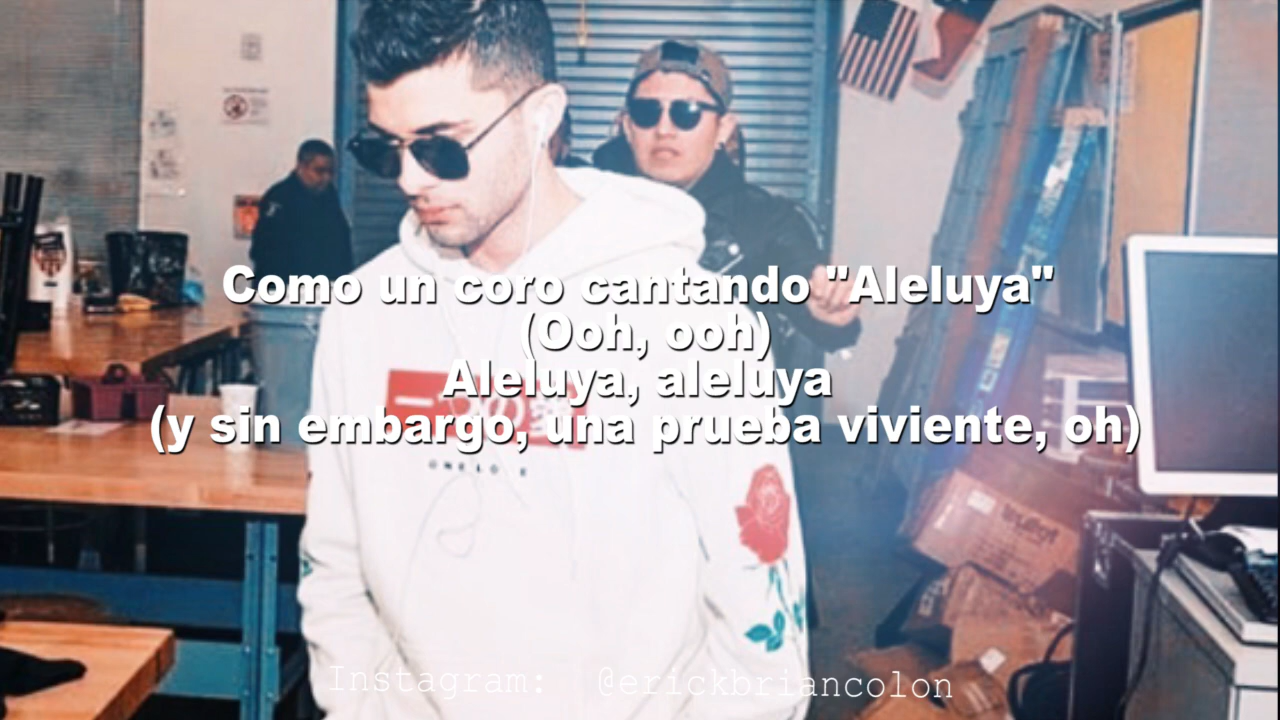 Como un coro cantando "Aleluya"
(Ooh, ooh)
Aleluya, aleluya
(y sin embargo, una prueba viviente, oh)
Instagram: @erickbriancolon